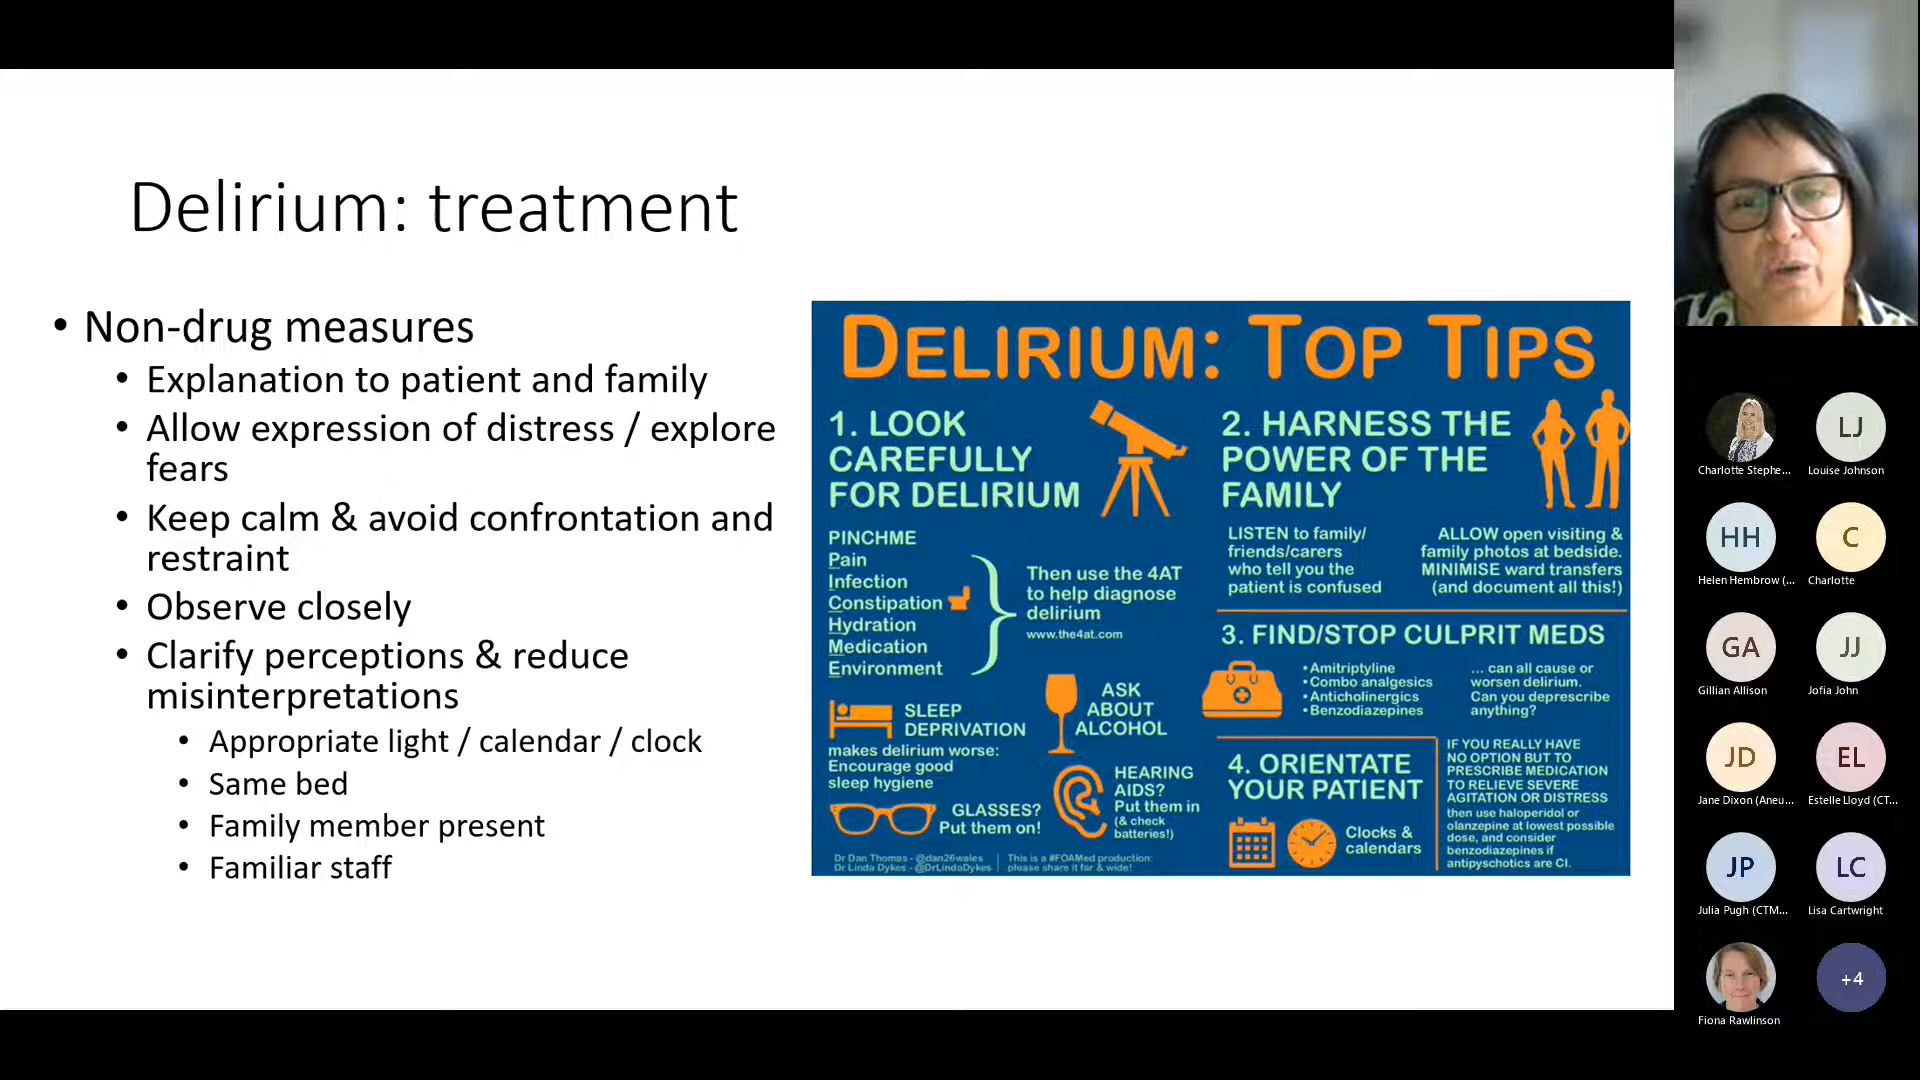 Delirium: treatment
• Non-drug measures
• Explanation to patient and family
• Allow expression of distress / explore
fears
• Keep calm & avoid confrontation and
restraint
• Observe closely
• Clarify perceptions & reduce
misinterpretations
• Appropriate light / calendar / clock
• Same bed
• Family member present
• Familiar staff
DELIRIUM: TOP TIPS
1. LOOK
CAREFULLY
FOR DELIRIUM
PINCHME
Pain
Infection
Constipation
Hydration
Medication
Environment
Then use the 4AT
to help diagnose
delirium
www.the4at.com
SLEEP
DEPRIVATION
makes delirium worse:
Encourage good
sleep hygiene
ASK
ABOUT
ALCOHOL
GLASSES?
Put them on!
HEARING
AIDS?
Put them in
(& check
batteries!)
Dr Dan Thomas - @dan26wales
Dr Linda Dykes - @DrLindaDykes
This is a #FOAMed production:
please share it far & wide!
2. HARNESS THE
POWER OF THE
FAMILY
LISTEN to family/
friends/carers
who tell you the
patient is confused
ALLOW open visiting &
family photos at bedside.
MINIMISE ward transfers
(and document all this!)
3. FIND/STOP CULPRIT MEDS
•Amitriptyline
•Combo analgesics
•Anticholinergics
•Benzodiazepines
... can all cause or
worsen delirium.
Can you deprescribe
anything?
4. ORIENTATE
YOUR PATIENT
Clocks &
calendars
IF YOU REALLY HAVE
NO OPTION BUT TO
PRESCRIBE MEDICATION
TO RELIEVE SEVERE
AGITATION OR DISTRESS
then use haloperidol or
olanzepine at lowest possible
dose, and consider
benzodiazepines if
antipyschotics are CI.
Charlotte Stephe...
LJ
Louise Johnson
HH
Helen Hembrow (...
C
Charlotte
GA
Gillian Allison
JJ
Jofia John
JD
Jane Dixon (Aneu...
EL
Estelle Lloyd (CT...
JP
Julia Pugh (CTM...
LC
Lisa Cartwright
Fiona Rawlinson
+4